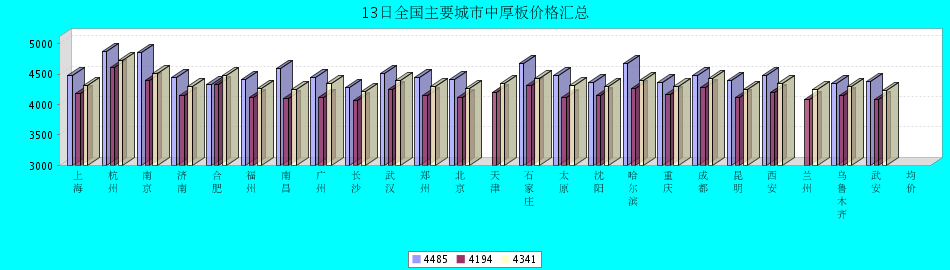 13日全国主要城市中厚板价格汇总
5000
4500
4000
3500
3000
上海
杭州
南京
济南
合肥
福州
南昌
广州
长沙
武汉
郑州
北京
天津
石家庄
太原
沈阳
哈尔滨
重庆
成都
昆明
西安
兰州
乌鲁木齐
武安
均价
4485 4194 4341